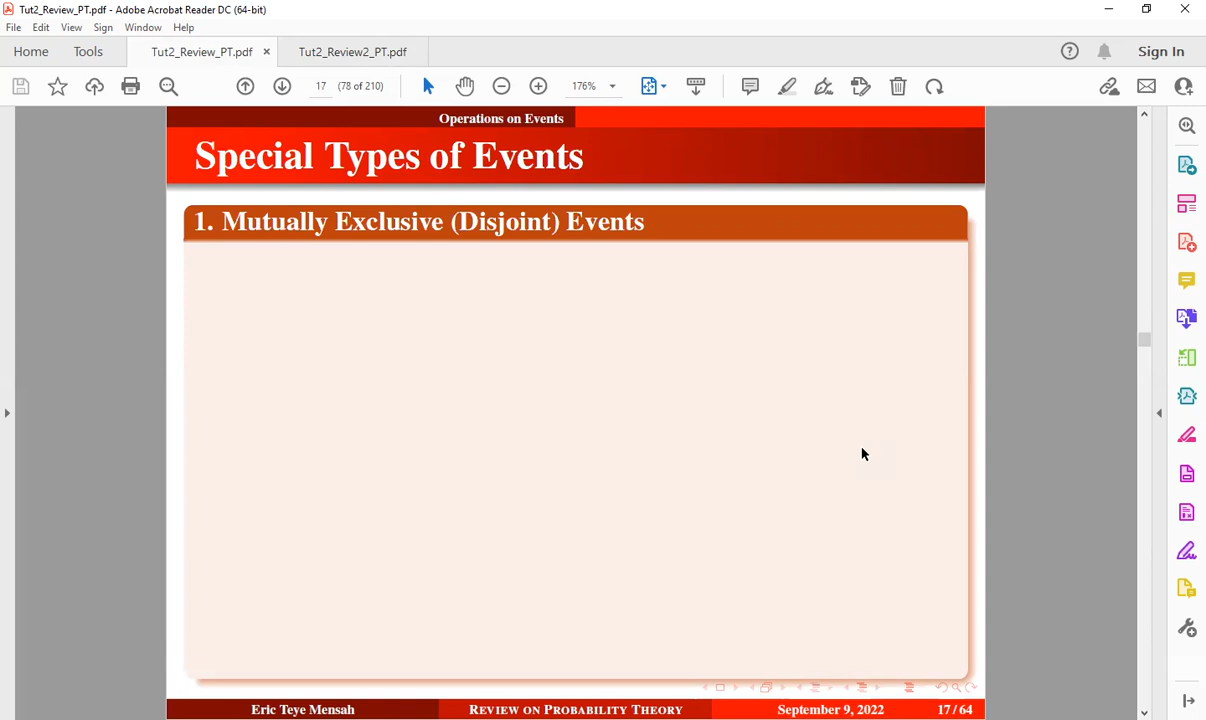 Tut2_Review_PT.pdf - Adobe Acrobat Reader DC (64-bit)
File Edit View Sign Window Help
Home Tools Tut2_Review_PT.pdf × Tut2_Review2_PT.pdf Sign In
17 (78 of 210) 176%
Operations on Events
Special Types of Events
1. Mutually Exclusive (Disjoint) Events
Eric Teye Mensah REVIEW ON PROBABILITY THEORY September 9, 2022 17/64